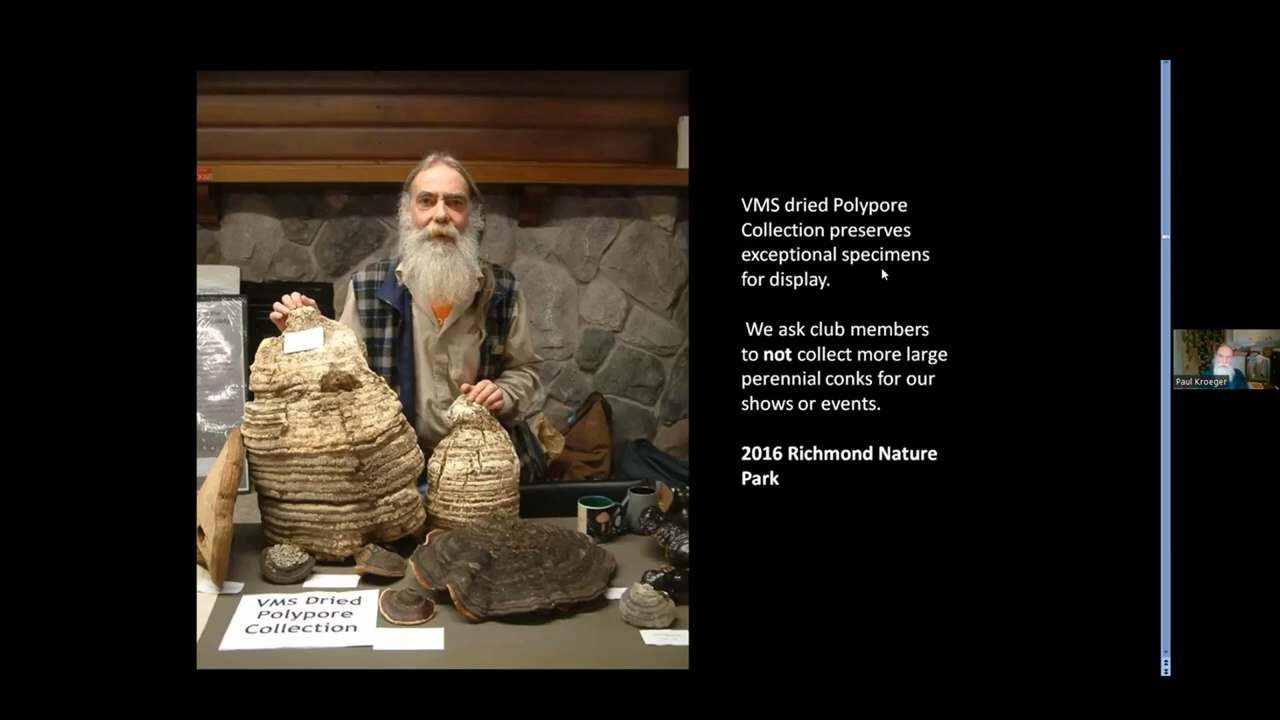 VMS dried Polypore
Collection preserves
exceptional specimens
for display.
We ask club members
to not collect more large
perennial conks for our
shows or events.
2016 Richmond Nature
Park
VMS Dried
Polypore
Collection
Paul Kroeger